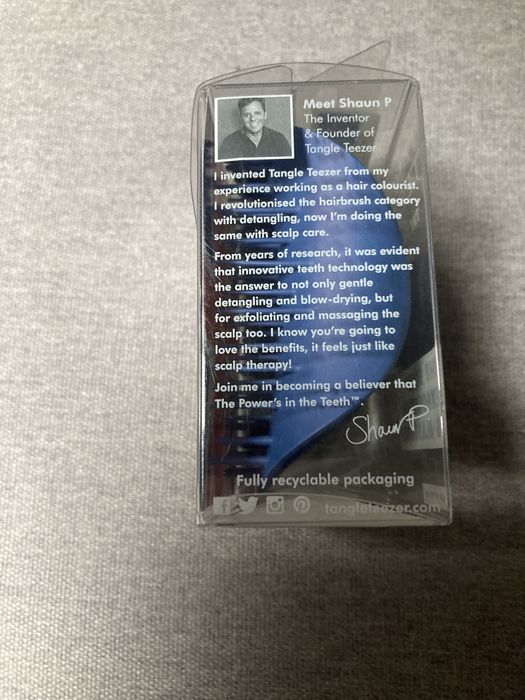 Meet Shaun P
The Inventor
& Founder of
Tangle Teezer
I invented Tangle Teezer from my
experience working as a hair colourist.
I revolutionised the hairbrush category
with detangling, now I'm doing the
same with scalp care.
From years of research, it was evident
that innovative teeth technology was
the answer to not only gentle
detangling and blow-drying, but
for exfoliating and massaging the
scalp too. I know you're going to
love the benefits, it feels just like
scalp therapy!
Join me in becoming a believer that
The Power's in the Teeth™.
Shaun P.
Fully recyclable packaging
tangleteezer.com